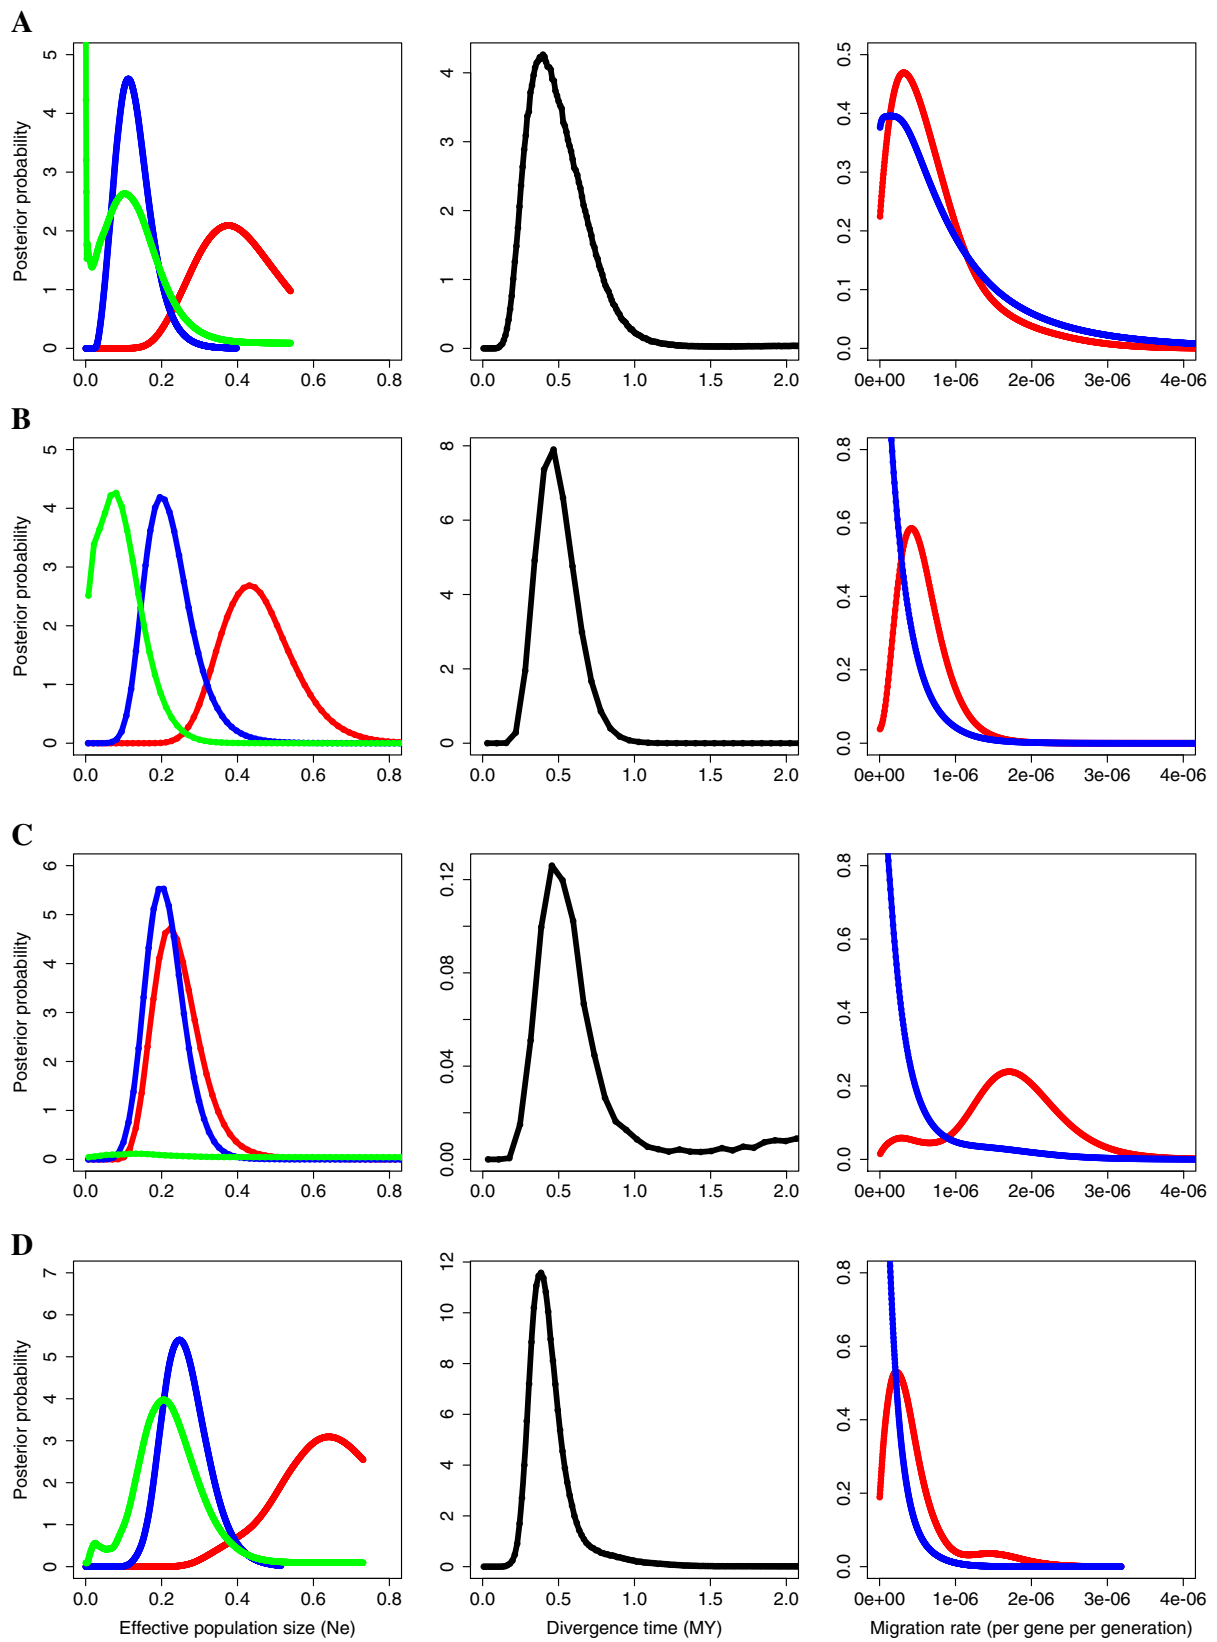 A
Posterior probability
0 1 2 3 4 5
0.0 0.2 0.4 0.6 0.8
0 1 2 3 4
0.0 0.5 1.0 1.5 2.0
0.0 0.1 0.2 0.3 0.4 0.5
0e+00 1e-06 2e-06 3e-06 4e-06
B
Posterior probability
0 1 2 3 4 5
0.0 0.2 0.4 0.6 0.8
0 2 4 6 8
0.0 0.5 1.0 1.5 2.0
0.0 0.2 0.4 0.6 0.8
0e+00 1e-06 2e-06 3e-06 4e-06
C
Posterior probability
0 1 2 3 4 5 6
0.0 0.2 0.4 0.6 0.8
0.00 0.04 0.08 0.12
0.0 0.5 1.0 1.5 2.0
0.0 0.2 0.4 0.6 0.8
0e+00 1e-06 2e-06 3e-06 4e-06
D
Posterior probability
0 1 2 3 4 5 6 7
0.0 0.2 0.4 0.6 0.8
Effective population size (Ne)
0 2 4 6 8 10 12
0.0 0.5 1.0 1.5 2.0
Divergence time (MY)
0.0 0.2 0.4 0.6 0.8
0e+00 1e-06 2e-06 3e-06 4e-06
Migration rate (per gene per generation)